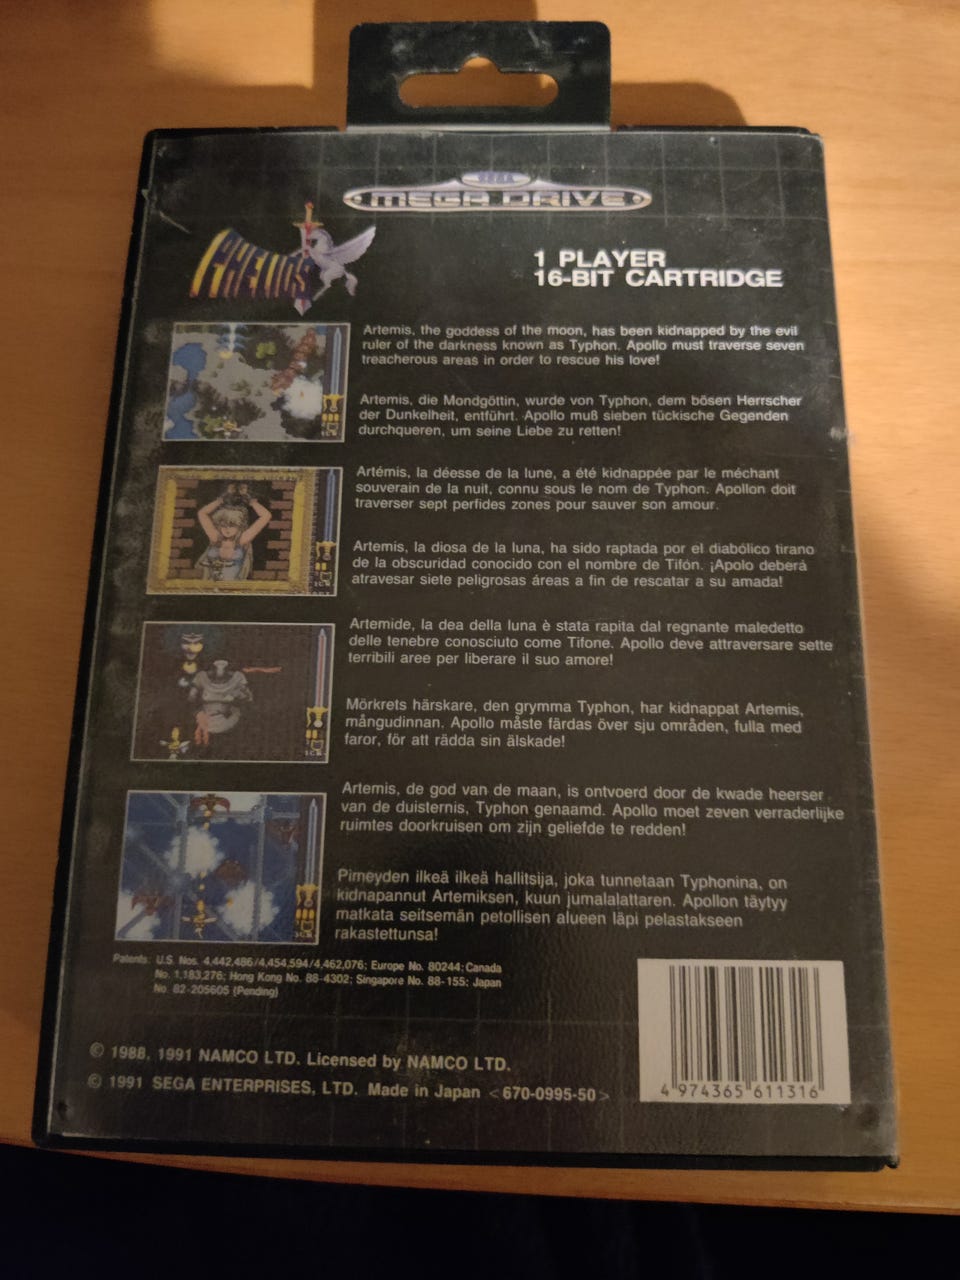 SEGA
MEGA DRIVE
PHELIOS
1 PLAYER
16-BIT CARTRIDGE
Artemis, the goddess of the moon, has been kidnapped by the evil
ruler of the darkness known as Typhon. Apollo must traverse seven
treacherous areas in order to rescue his love!
Artemis, die Mondgöttin, wurde von Typhon, dem bösen Herrscher
der Dunkelheit, entführt. Apollo muß sieben tückische Gegenden
durchqueren, um seine Liebe zu retten!
Artémis, la déesse de la lune, a été kidnappée par le méchant
souverain de la nuit, connu sous le nom de Typhon. Apollon doit
traverser sept perfides zones pour sauver son amour.
Artemis, la diosa de la luna, ha sido raptada por el diabólico tirano
de la obscuridad conocido con el nombre de Tifón. ¡Apolo deberá
atravesar siete peligrosas áreas a fin de rescatar a su amada!
Artemide, la dea della luna è stata rapita dal regnante maledetto
delle tenebre conosciuto come Tifone. Apollo deve attraversare sette
terribili aree per liberare il suo amore!
Mörkrets härskare, den grymma Typhon, har kidnappat Artemis,
mångudinnan. Apollo måste färdas över sju områden, fulla med
faror, för att rädda sin älskade!
Artemis, de god van de maan, is ontvoerd door de kwade heerser
van de duisternis, Typhon genaamd. Apollo moet zeven verraderlijke
ruimtes doorkruisen om zijn geliefde te redden!
Pimeyden ilkeä ilkeä hallitsija, joka tunnetaan Typhonina, on
kidnapannut Artemiksen, kuun jumalalattaren. Apollon täytyy
matkata seitsemän petollisen alueen läpi pelastakseen
rakastettunsa!
Patents: U.S. Nos. 4,442,486/4,454,594/4,462,076; Europe No. 80244; Canada
No. 1,183,276; Hong Kong No. 88-4302; Singapore No. 88-155; Japan
No. 82-205605 (Pending)
© 1988, 1991 NAMCO LTD. Licensed by NAMCO LTD.
© 1991 SEGA ENTERPRISES, LTD. Made in Japan <670-0995-50>
4 974365 611316